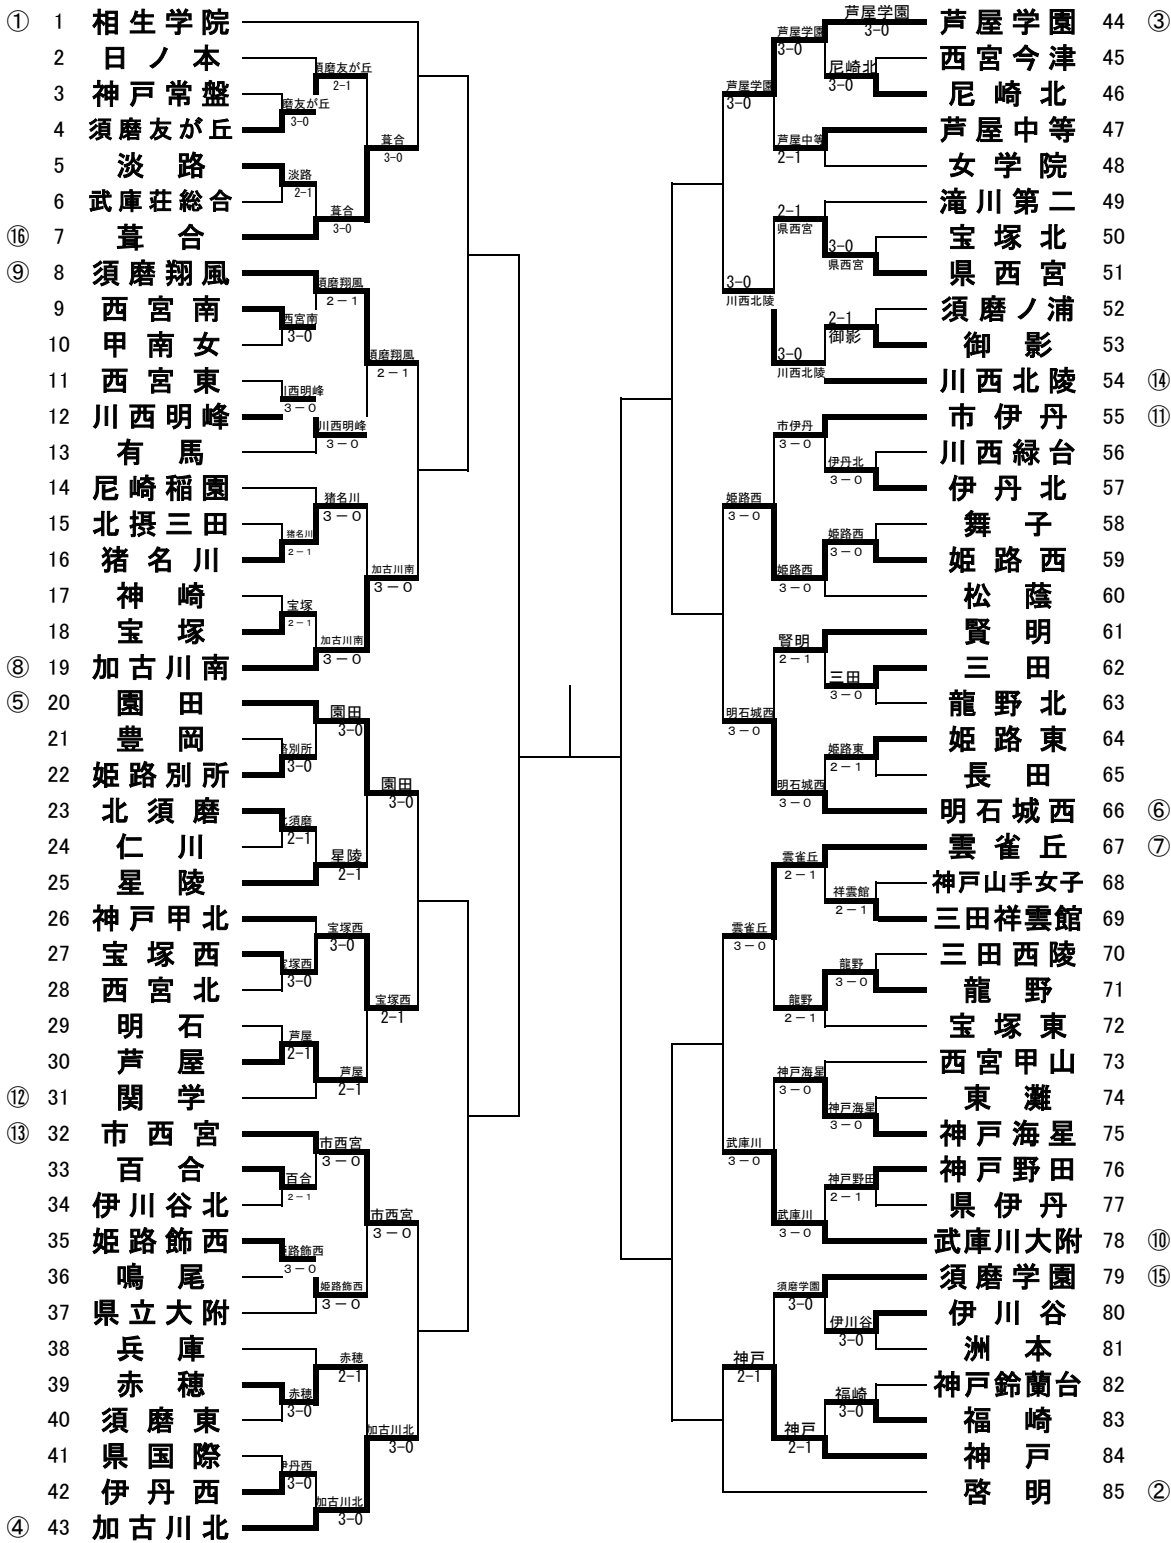 ① 1 相生学院
2 日ノ本
3 神戸常盤
4 須磨友が丘
5 淡路
6 武庫荘総合
⑯ 7 葺合
⑨ 8 須磨翔風
9 西宮南
10 甲南女
11 西宮東
12 川西明峰
13 有馬
14 尼崎稲園
15 北摂三田
16 猪名川
17 神崎
18 宝塚
⑧ 19 加古川南
⑤ 20 園田
21 豊岡
22 姫路別所
23 北須磨
24 仁川
25 星陵
26 神戸甲北
27 宝塚西
28 西宮北
29 明石
30 芦屋
⑫ 31 関学
⑬ 32 市西宮
33 百合
34 伊川谷北
35 姫路飾西
36 鳴尾
37 県立大附
38 兵庫
39 赤穂
40 須磨東
41 県国際
42 伊丹西
④ 43 加古川北
須磨友が丘
2-1
磨友が丘
3-0
葺合
3-0
淡路
2-1
葺合
3-0
須磨翔風
2－1
西宮南
3-0
須磨翔風
2－1
川西明峰
3－0
川西明峰
3－0
猪名川
3－0
猪名川
2－1
加古川南
3－0
宝塚
2－1
加古川南
3－0
園田
3-0
路別所
3-0
園田
3-0
北須磨
2-1
星陵
2-1
宝塚西
3-0
宝塚西
3-0
宝塚西
2-1
芦屋
2-1
芦屋
2-1
市西宮
3－0
百合
2－1
市西宮
3－0
姫路飾西
3－0
姫路飾西
3－0
赤穂
2-1
赤穂
3-0
加古川北
3-0
伊丹西
3-0
加古川北
3-0
芦屋学園
3-0
芦屋学園
3-0
尼崎北
3-0
芦屋学園
3-0
芦屋中等
2-1
2-1
県西宮
3-0
県西宮
3-0
川西北陵
2-1
御影
3-0
川西北陵
市伊丹
3－0
伊丹北
3－0
姫路西
3－0
姫路西
3－0
姫路西
3－0
賢明
2－1
三田
3－0
明石城西
3－0
姫路東
2－1
明石城西
3－0
雲雀丘
2－1
祥雲館
2－1
雲雀丘
3－0
龍野
3－0
龍野
2－1
神戸海星
3－0
神戸海星
3－0
武庫川
3－0
神戸野田
2－1
武庫川
3－0
須磨学園
3-0
伊川谷
3-0
神戸
2-1
福崎
3-0
神戸
2-1
芦屋学園 44 ③
西宮今津 45
尼崎北 46
芦屋中等 47
女学院 48
滝川第二 49
宝塚北 50
県西宮 51
須磨ノ浦 52
御影 53
川西北陵 54 ⑭
市伊丹 55 ⑪
川西緑台 56
伊丹北 57
舞子 58
姫路西 59
松蔭 60
賢明 61
三田 62
龍野北 63
姫路東 64
長田 65
明石城西 66 ⑥
雲雀丘 67 ⑦
神戸山手女子 68
三田祥雲館 69
三田西陵 70
龍野 71
宝塚東 72
西宮甲山 73
東灘 74
神戸海星 75
神戸野田 76
県伊丹 77
武庫川大附 78 ⑩
須磨学園 79 ⑮
伊川谷 80
洲本 81
神戸鈴蘭台 82
福崎 83
神戸 84
啓明 85 ②